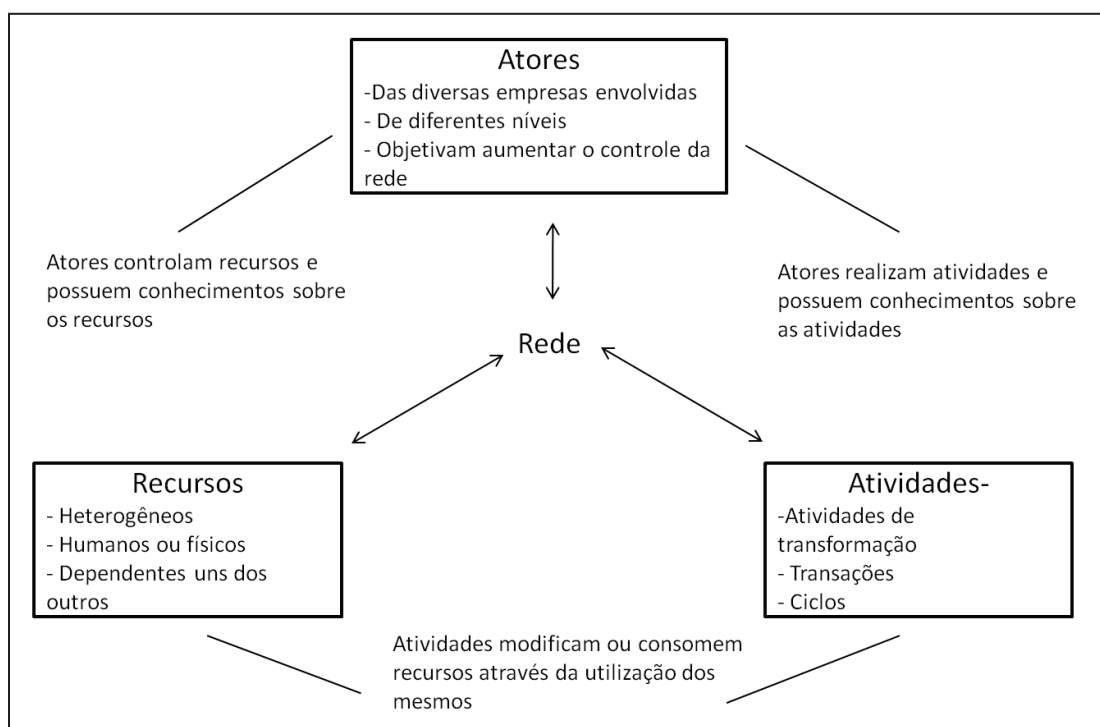 Atores
-Das diversas empresas envolvidas
- De diferentes níveis
- Objetivam aumentar o controle da
rede
Atores controlam recursos e
possuem conhecimentos sobre
os recursos
Atores realizam atividades e
possuem conhecimentos sobre
as atividades
Rede
Recursos
- Heterogêneos
- Humanos ou físicos
- Dependentes uns dos
outros
Atividades-
-Atividades de
transformação
- Transações
- Ciclos
Atividades modificam ou consomem
recursos através da utilização dos
mesmos